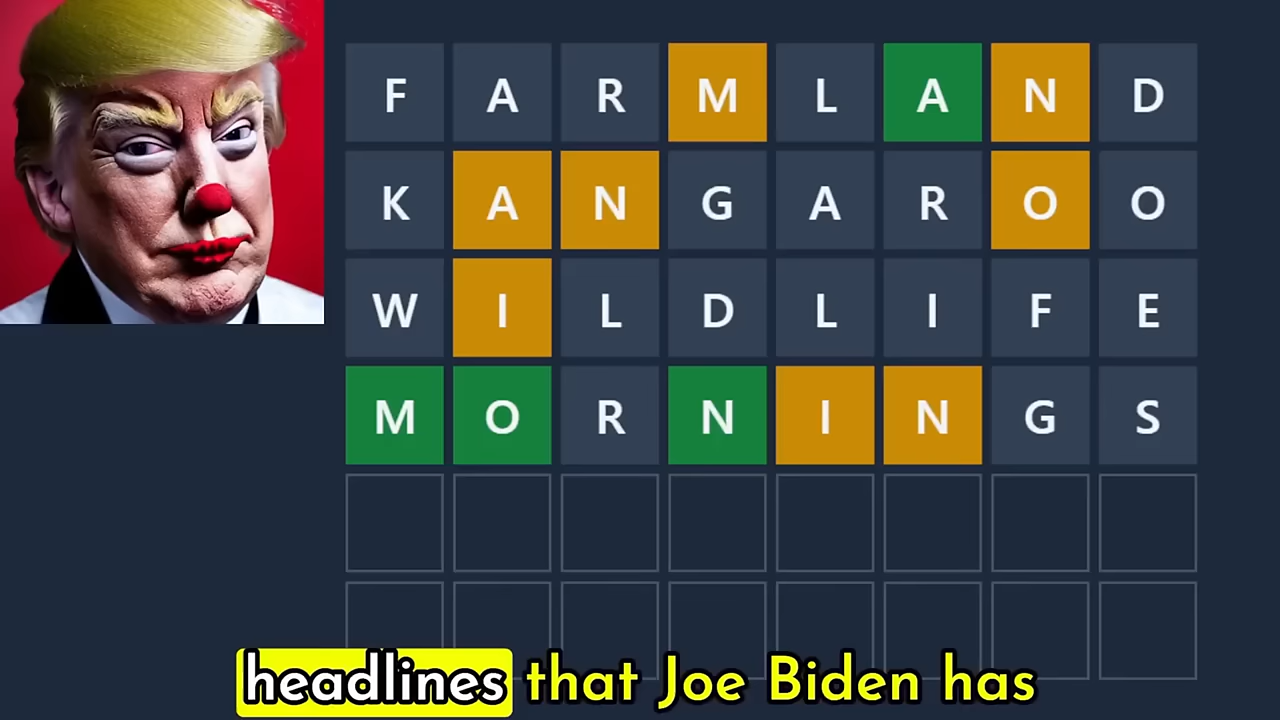 FARMLAND
KANGAROO
WILDLIFE
MORNINGS
headlines that Joe Biden has